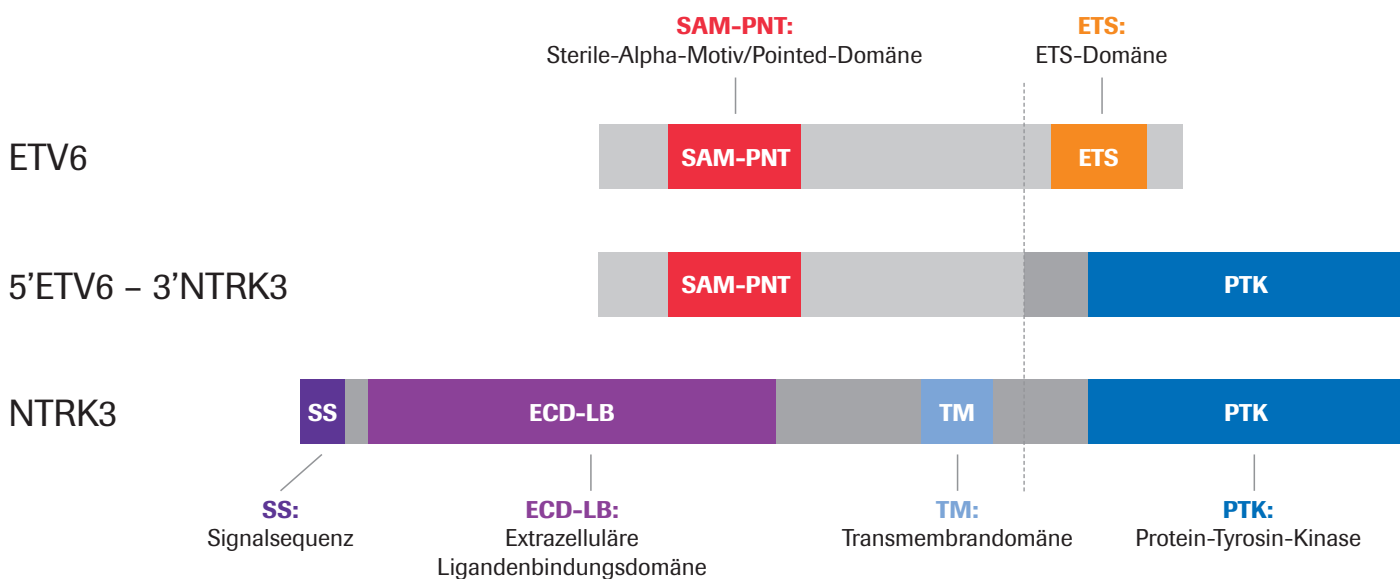 SAM-PNT:
Sterile-Alpha-Motiv/Pointed-Domäne
ETS:
ETS-Domäne
ETV6
SAM-PNT
ETS
5’ETV6 – 3’NTRK3
SAM-PNT
PTK
NTRK3
SS
ECD-LB
TM
PTK
SS:
Signalsequenz
ECD-LB:
Extrazelluläre
Ligandenbindungsdomäne
TM:
Transmembrandomäne
PTK:
Protein-Tyrosin-Kinase